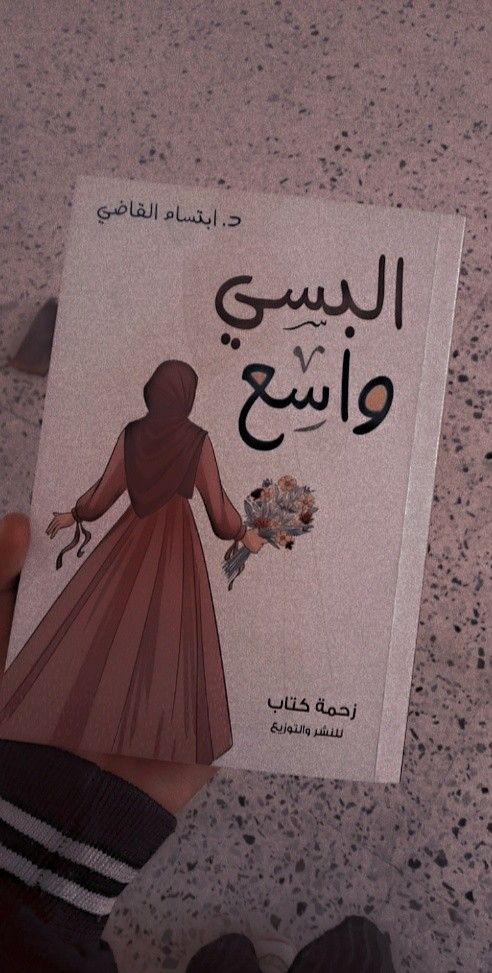 د. ابتسام القاضي
البسي
واسع
زحمة كتاب
للنشر والتوزيع